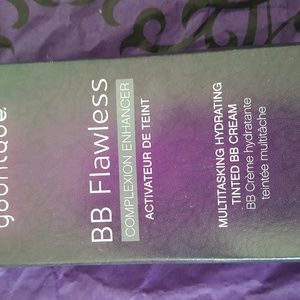 BB Flawless
COMPLEXION ENHANCER
ACTIVATEUR DE TEINT
MULTITASKING HYDRATING
TINTED BB CREAM
BB Crème hydratante
teintée multitâche